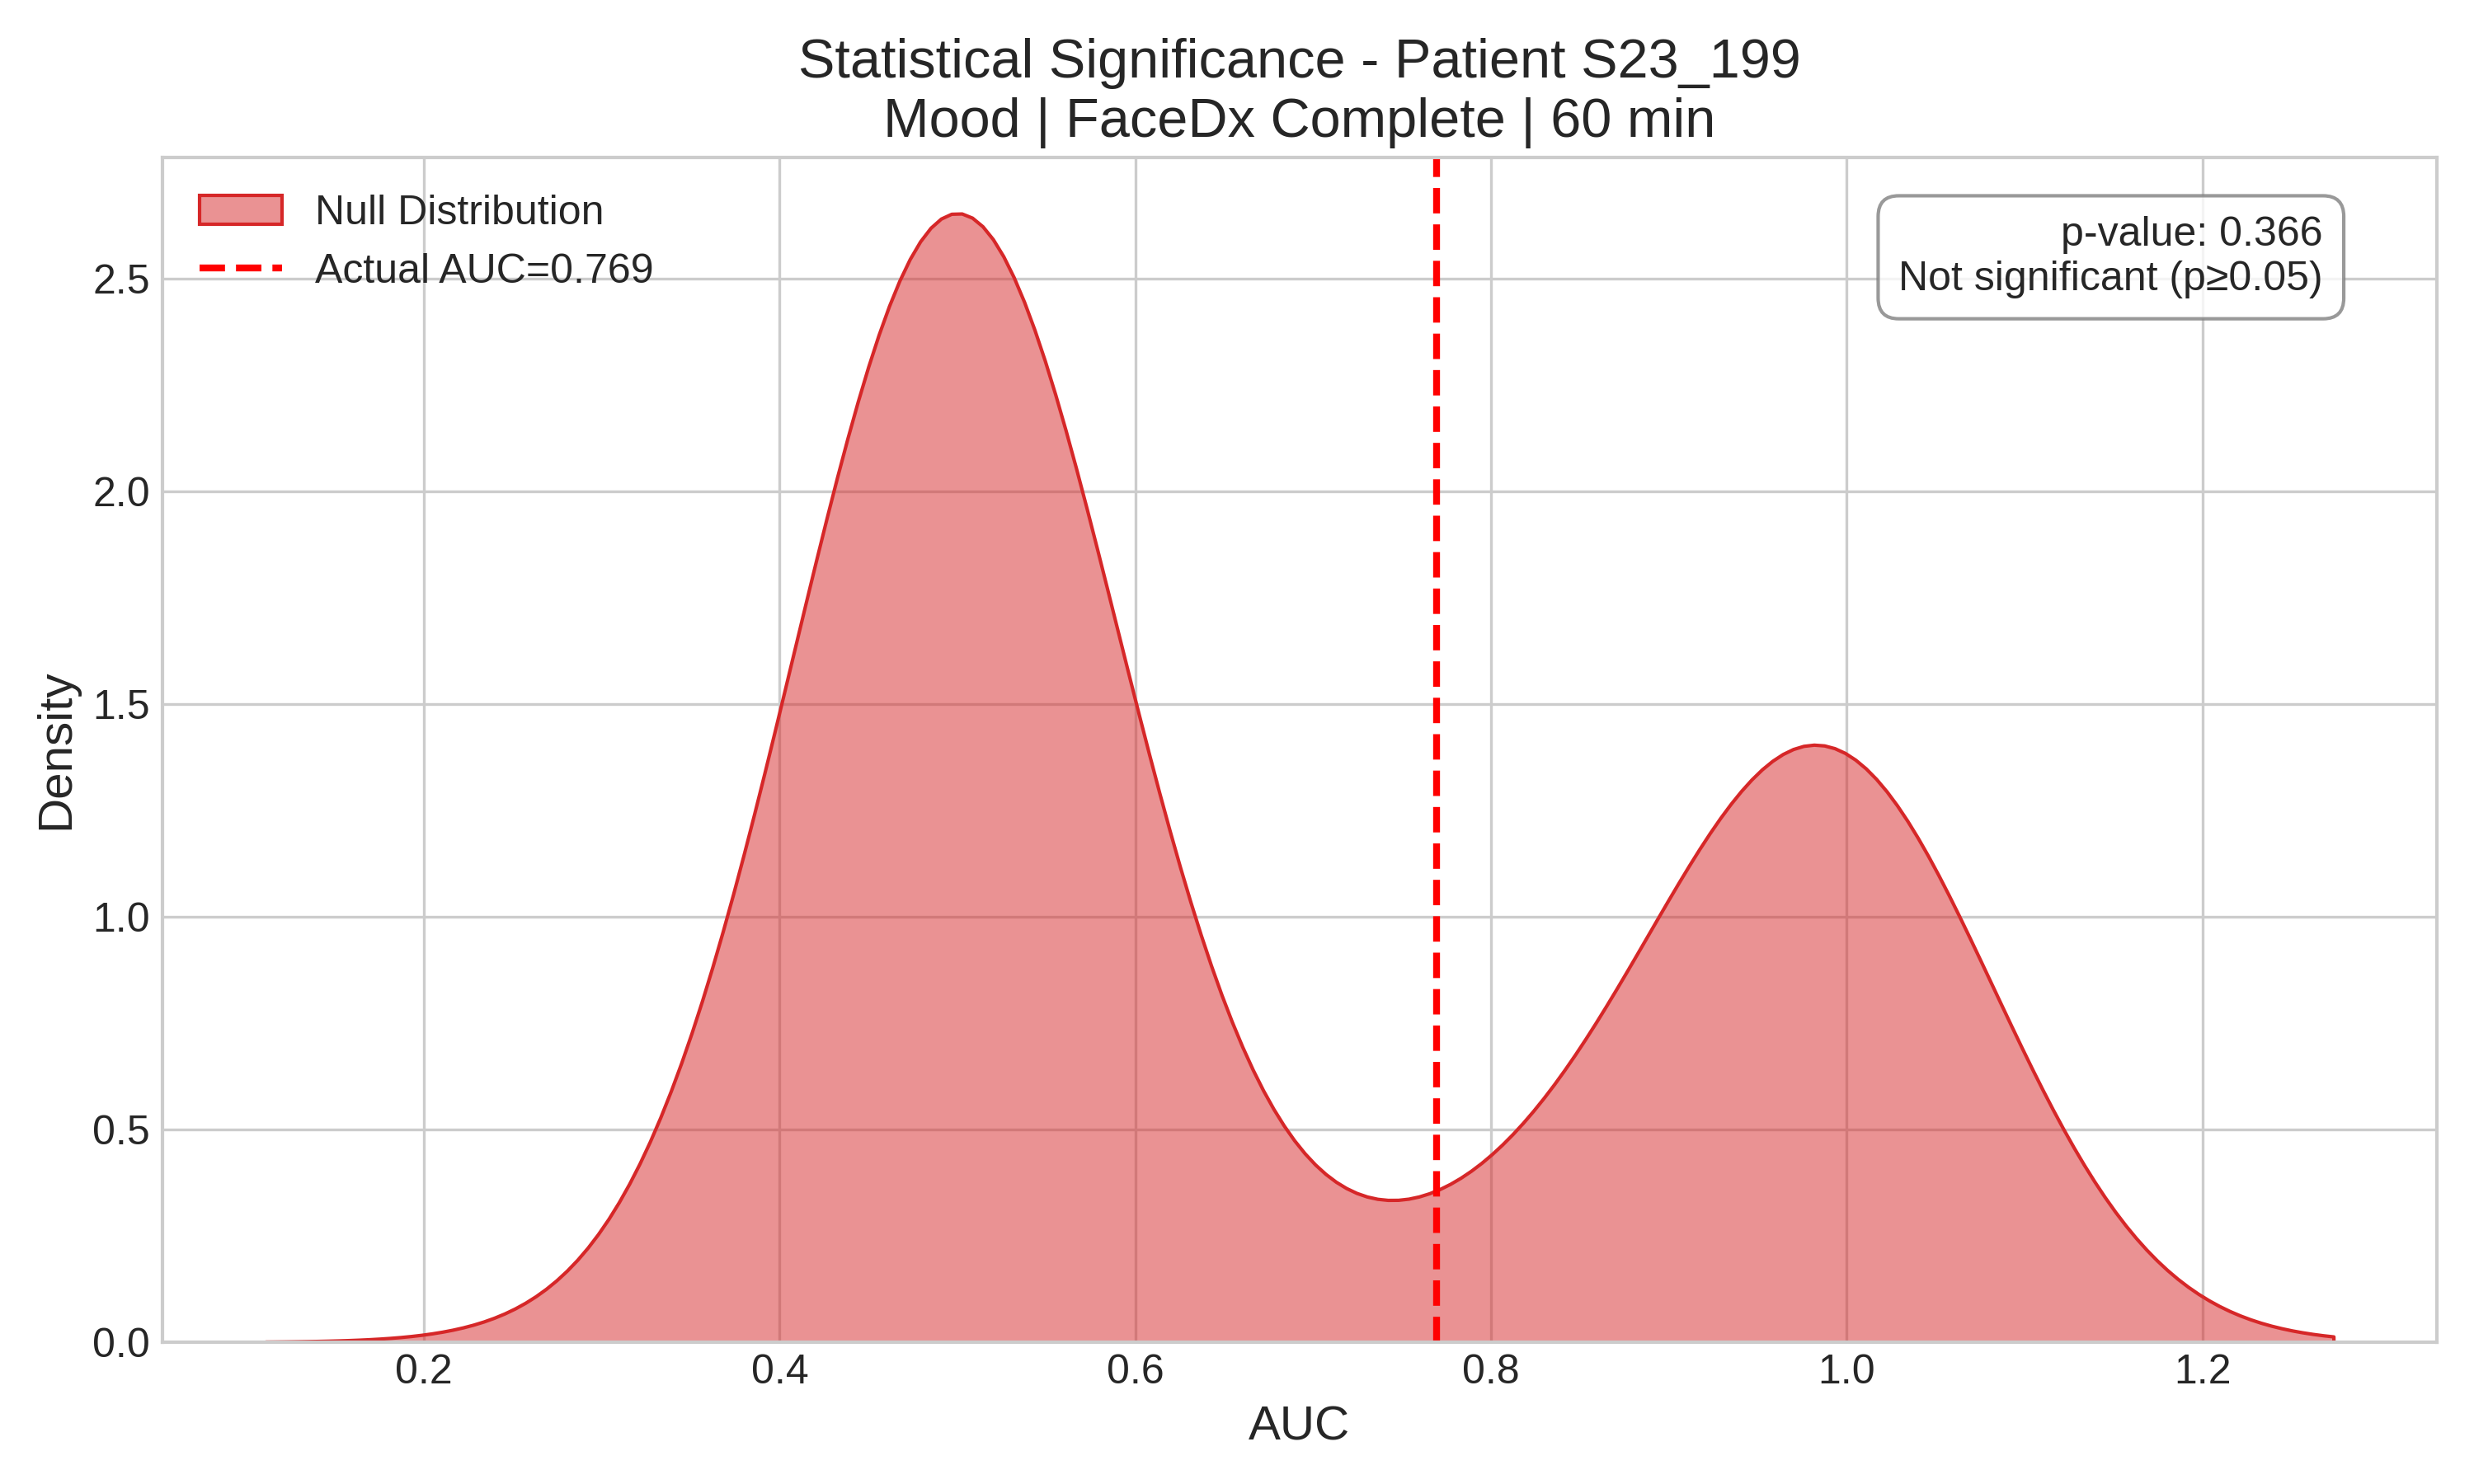 Statistical Significance - Patient S23_199
Mood | FaceDx Complete | 60 min
Null Distribution
Actual AUC=0.769
p-value: 0.366
Not significant (p≥0.05)
Density
2.5
2.0
1.5
1.0
0.5
0.0
0.2
0.4
0.6
0.8
1.0
1.2
AUC